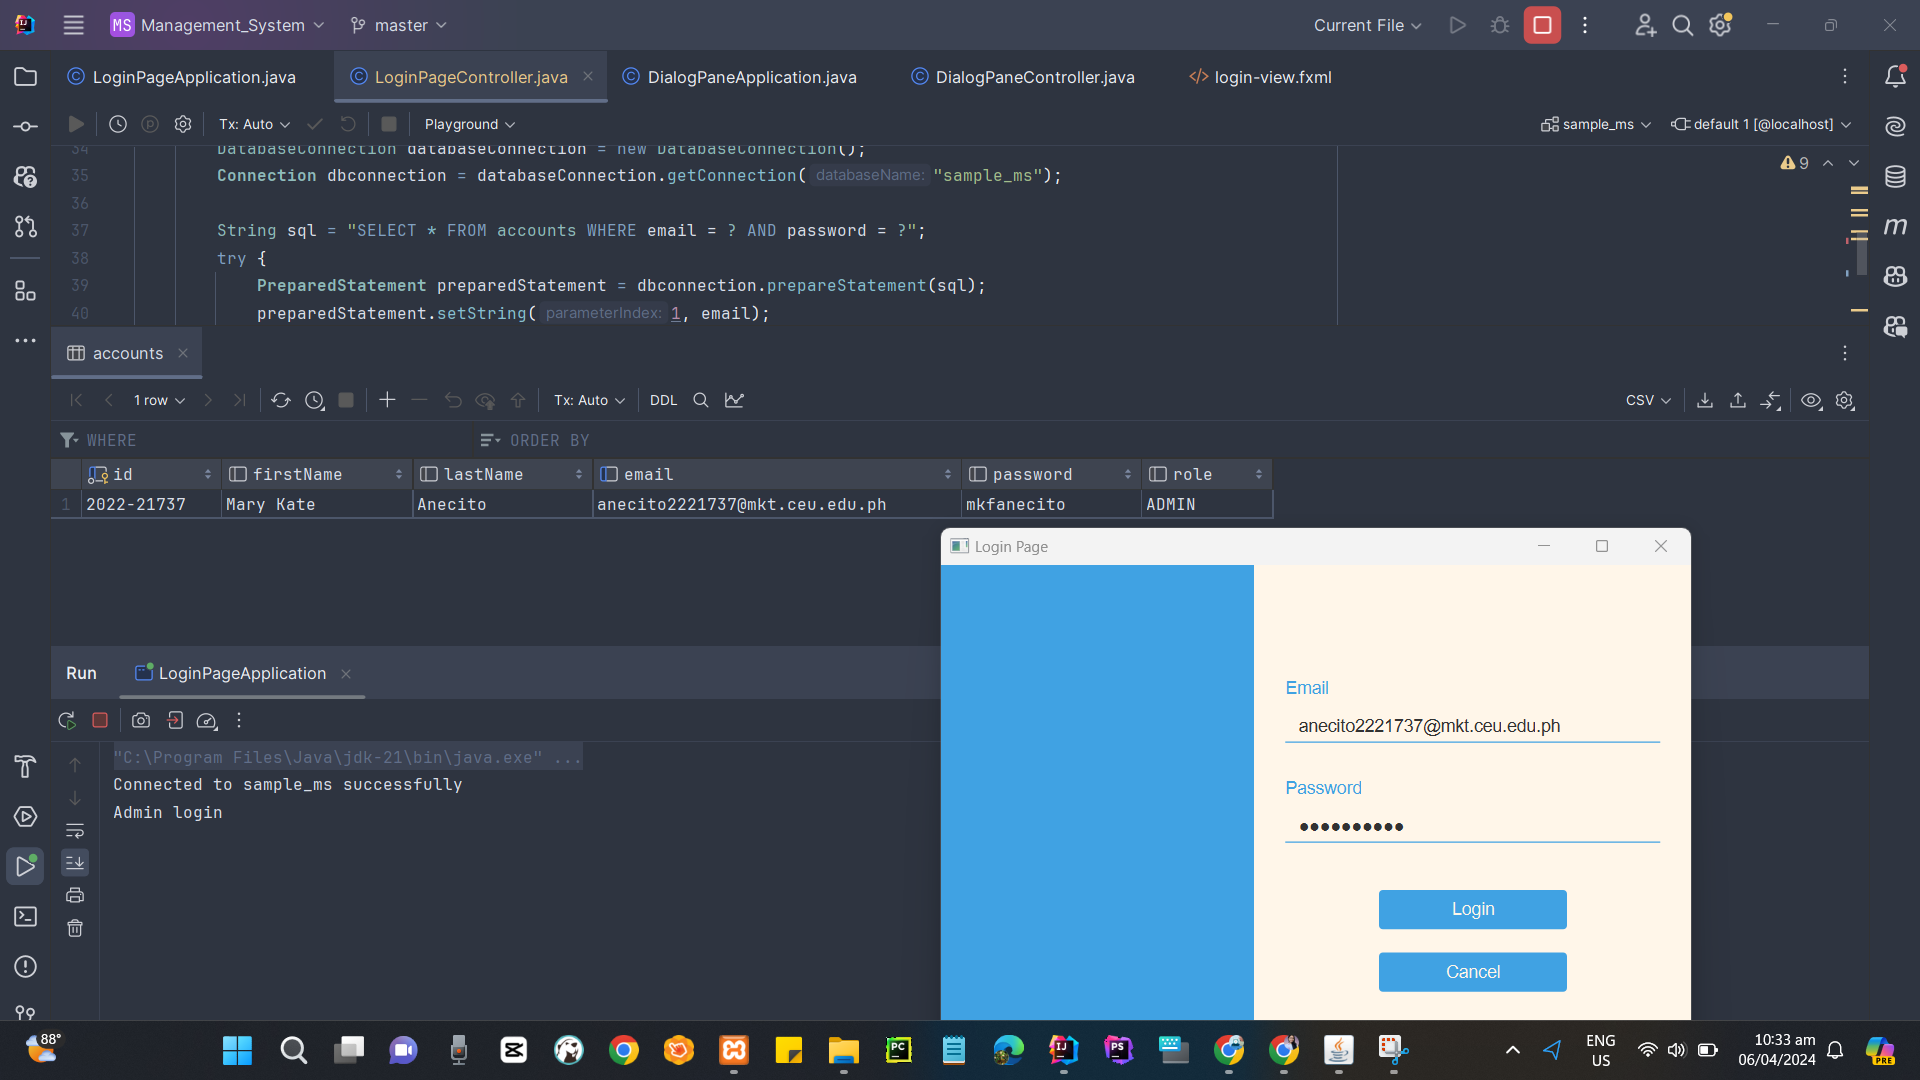 MS Management_System master Current File
LoginPageApplication.java LoginPageController.java DialogPaneApplication.java DialogPaneController.java login-view.fxml
Tx: Auto Playground sample_ms default 1 [@localhost]
34 DatabaseConnection databaseConnection = new DatabaseConnection();
35 Connection dbconnection = databaseConnection.getConnection( databaseName: "sample_ms");
9
36
37 String sql = "SELECT * FROM accounts WHERE email = ? AND password = ?";
38 try {
39 PreparedStatement preparedStatement = dbconnection.prepareStatement(sql);
40 preparedStatement.setString( parameterIndex: 1, email);
accounts
1 row Tx: Auto DDL CSV
WHERE ORDER BY
id firstName lastName email password role
1 2022-21737 Mary Kate Anecito anecito2221737@mkt.ceu.edu.ph mkfanecito ADMIN
Login Page
Email
anecito2221737@mkt.ceu.edu.ph
Password
••••••••••
Login
Cancel
Run LoginPageApplication
"C:\Program Files\Java\jdk-21\bin\java.exe" ...
Connected to sample_ms successfully
Admin login
88°
PC
PS
ENG
US
10:33 am
06/04/2024
PRE